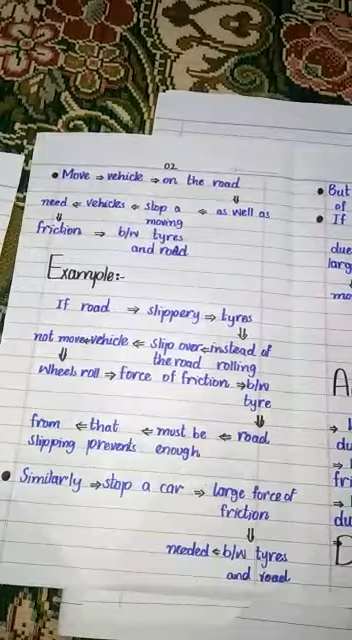 02
• Move ⇒ vehicle ⇒ on the road
⇓
need ⇐ vehicles ⇐ stop a ⇐ as well as
⇓ moving
friction ⇒ b/w tyres
and road
Example:-
If road ⇒ slippery ⇒ tyres
⇓
not move ⇐ vehicle ⇐ slip over ⇐ instead of
⇓ the road rolling
Wheels roll ⇒ force of friction ⇒ b/w
tyre
⇓
from ⇐ that ⇐ must be ⇐ road
slipping prevents enough
• Similarly ⇒ stop a car ⇒ large force of
friction
⇓
needed ⇐ b/w tyres
and road
• But
of
• If
due
larg
mo
A
⇒
du
⇒
fri
⇒
du
D